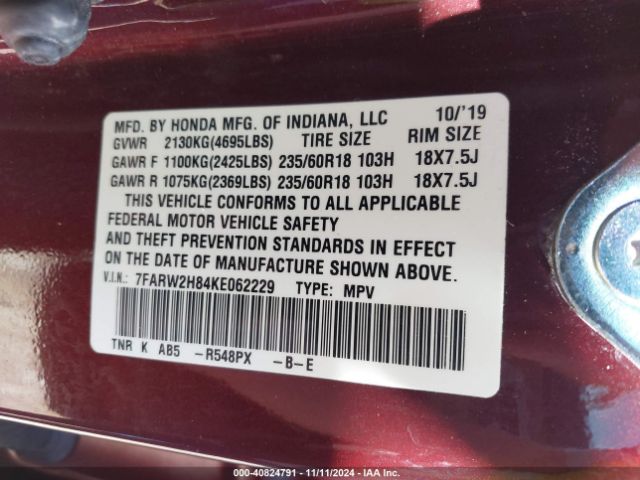 MFD. BY HONDA MFG. OF INDIANA, LLC 10/'19
GVWR 2130KG(4695LBS) TIRE SIZE RIM SIZE
GAWR F 1100KG(2425LBS) 235/60R18 103H 18X7.5J
GAWR R 1075KG(2369LBS) 235/60R18 103H 18X7.5J
THIS VEHICLE CONFORMS TO ALL APPLICABLE
FEDERAL MOTOR VEHICLE SAFETY
AND THEFT PREVENTION STANDARDS IN EFFECT
ON THE DATE OF MANUFACTURE SHOWN ABOVE.
V.I.N.: 7FARW2H84KE062229 TYPE: MPV
TNR K AB5 -R548PX -B-E
IAA - 40824791 - 11/11/2024 - IAAI.COM